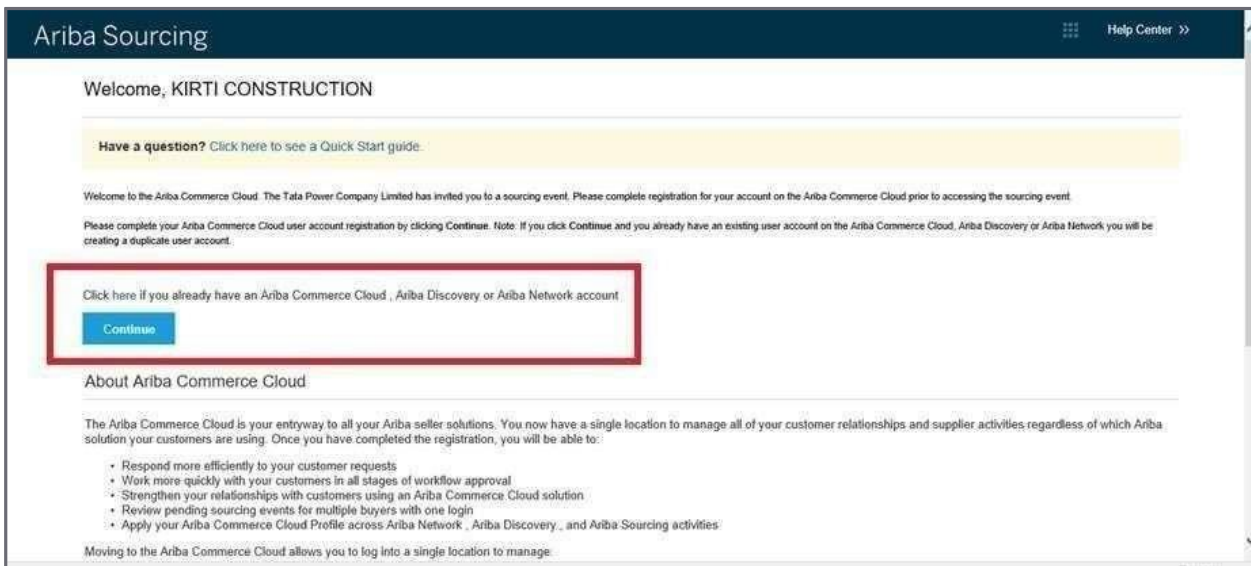 Ariba Sourcing
Help Center >>
Welcome, KIRTI CONSTRUCTION
Have a question? Click here to see a Quick Start guide.
Welcome to the Ariba Commerce Cloud. The Tata Power Company Limited has invited you to a sourcing event. Please complete registration for your account on the Ariba Commerce Cloud prior to accessing the sourcing event.
Please complete your Ariba Commerce Cloud user account registration by clicking Continue. Note: If you click Continue and you already have an existing user account on the Ariba Commerce Cloud, Ariba Discovery or Ariba Network you will be
creating a duplicate user account.
Click here if you already have an Ariba Commerce Cloud , Ariba Discovery or Ariba Network account
Continue
About Ariba Commerce Cloud
The Ariba Commerce Cloud is your entryway to all your Ariba seller solutions. You now have a single location to manage all of your customer relationships and supplier activities regardless of which Ariba
solution your customers are using. Once you have completed the registration, you will be able to:
• Respond more efficiently to your customer requests
• Work more quickly with your customers in all stages of workflow approval
• Strengthen your relationships with customers using an Ariba Commerce Cloud solution
• Review pending sourcing events for multiple buyers with one login
• Apply your Ariba Commerce Cloud Profile across Ariba Network , Ariba Discovery , and Ariba Sourcing activities
Moving to the Ariba Commerce Cloud allows you to log into a single location to manage: